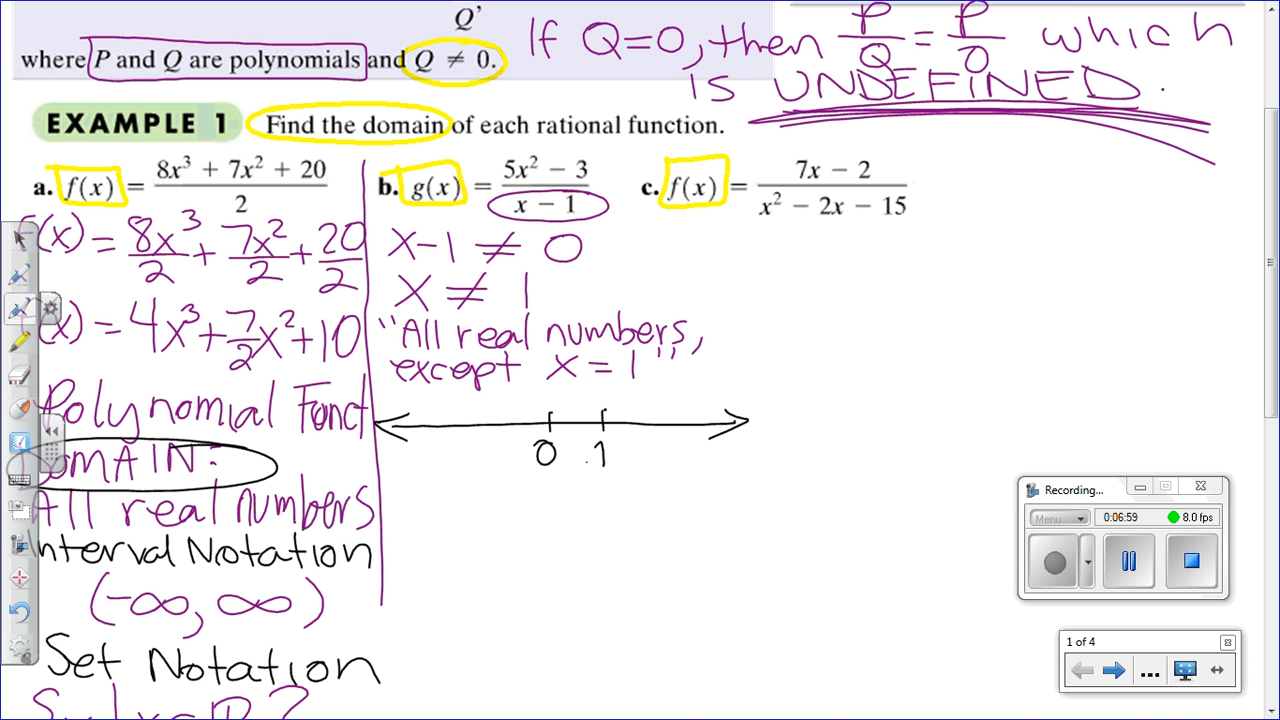 Q'
where P and Q are polynomials and Q ≠ 0.
If Q=0, then P/Q = P/0 which
is UNDEFINED.
EXAMPLE 1 Find the domain of each rational function.
a. f(x) = (8x³ + 7x² + 20)/2
b. g(x) = (5x² − 3)/(x − 1)
c. f(x) = (7x − 2)/(x² − 2x − 15)
(x) = 8x³/2 + 7x²/2 + 20/2
(x) = 4x³ + 7/2x² + 10
Polynomial Funct
DOMAIN:
All real numbers
Interval Notation
(-∞, ∞)
Set Notation
x-1 ≠ 0
x ≠ 1
"All real numbers,
except x = 1"
0 1
Recording...
Menu 0:06:59 8.0 fps
1 of 4